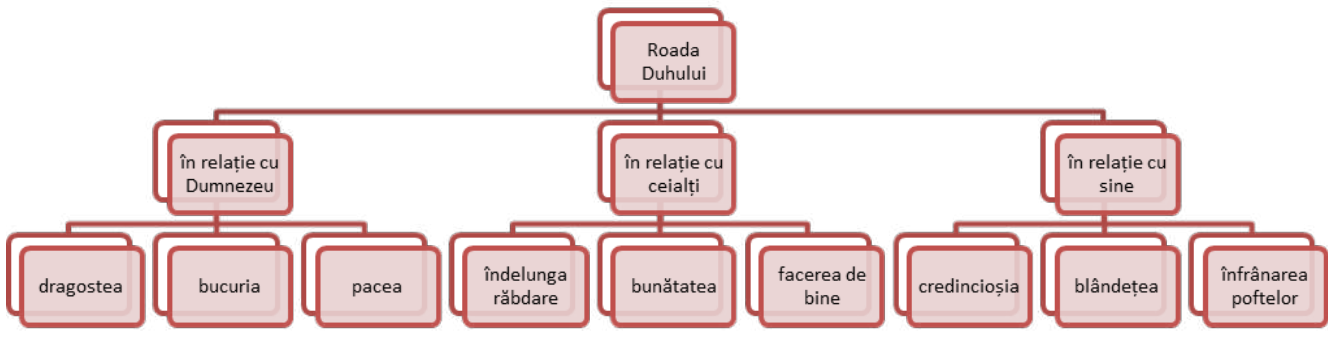 Roada
Duhului
în relație cu
Dumnezeu
în relație cu
ceialți
în relație cu
sine
dragostea
bucuria
pacea
îndelunga
răbdare
bunătatea
facerea de
bine
credincioșia
blândețea
înfrânarea
poftelor